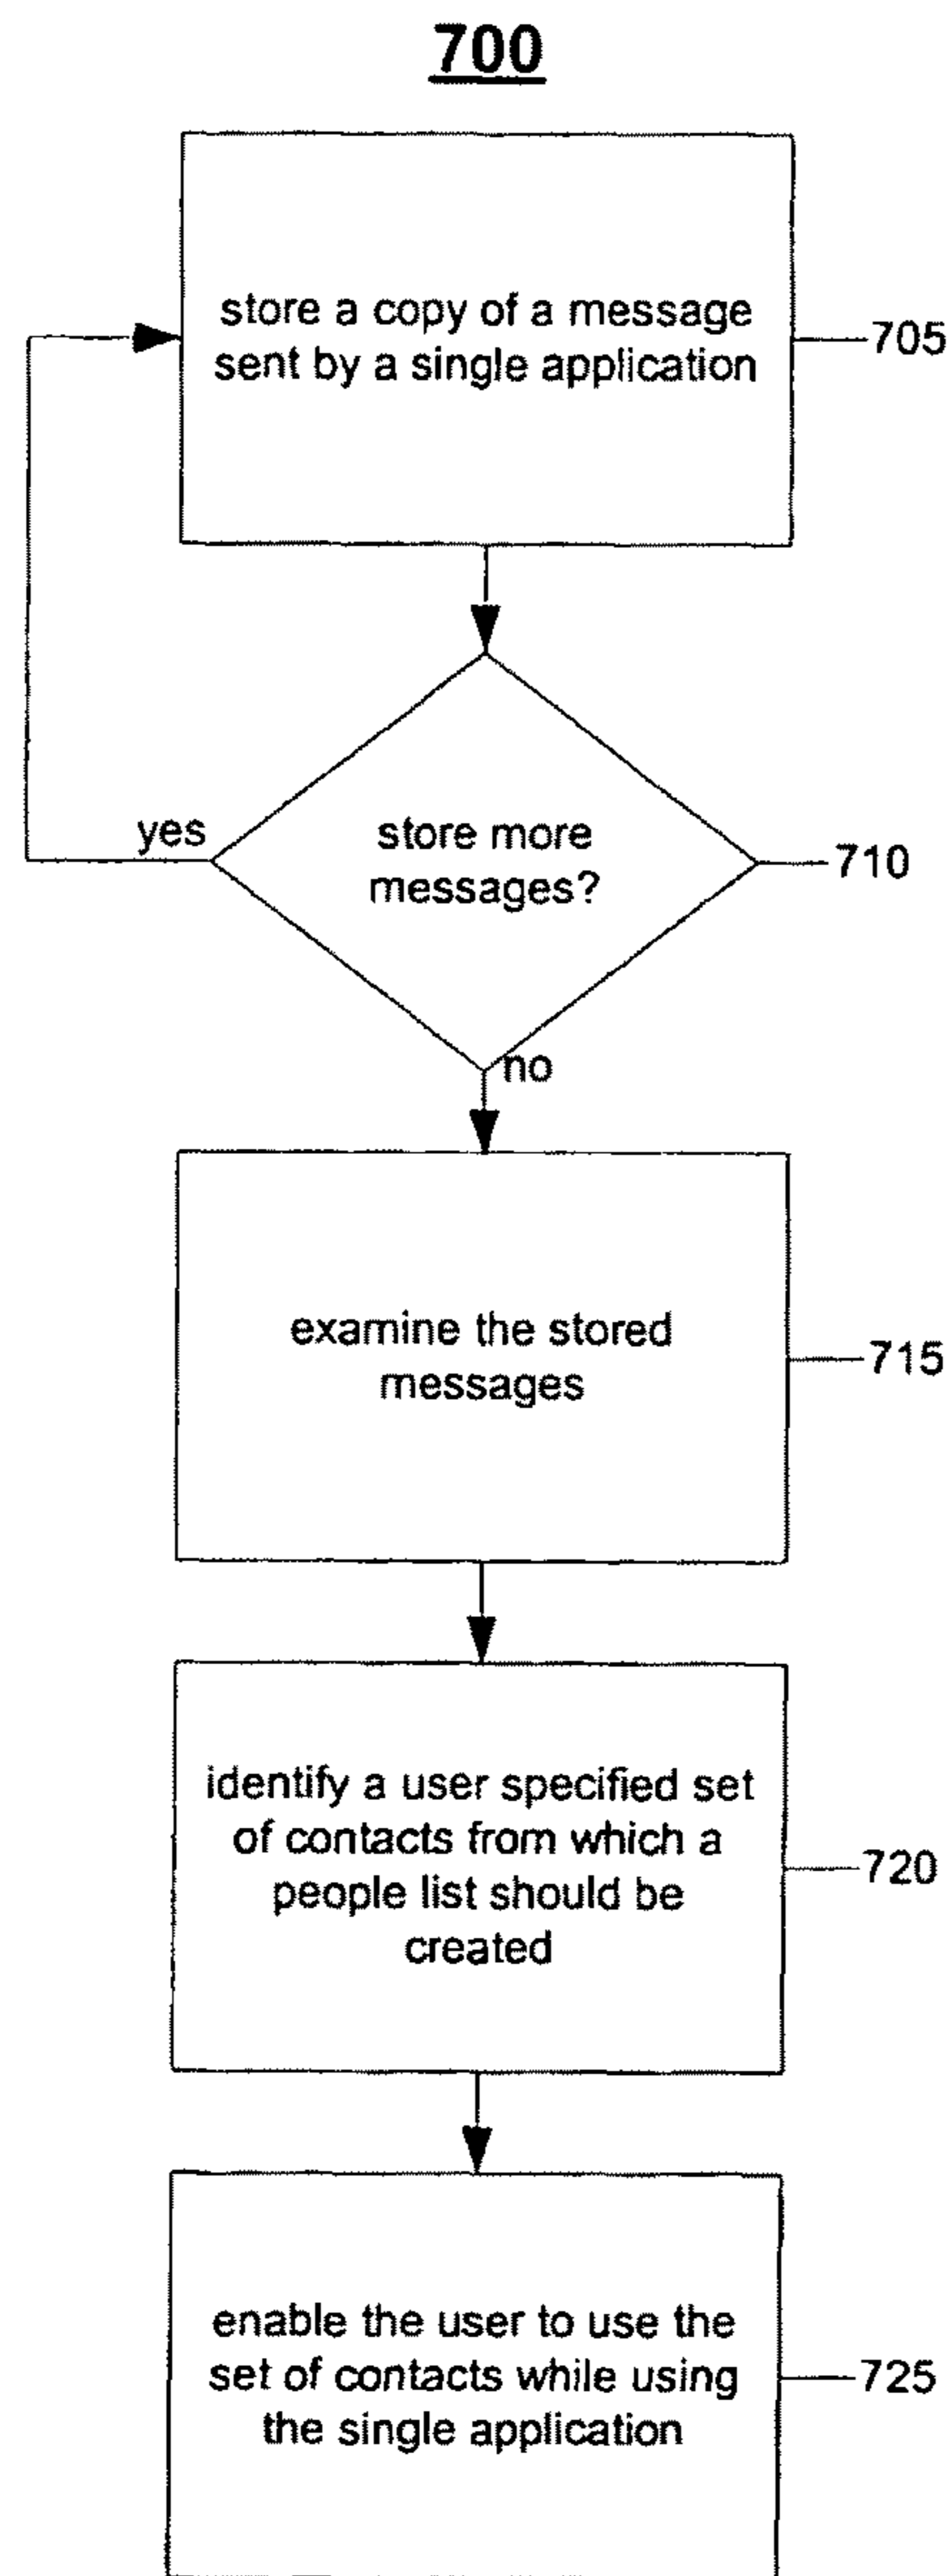 700
store a copy of a message
sent by a single application
705
yes
store more
messages?
710
no
examine the stored
messages
715
identify a user specified set
of contacts from which a
people list should be
created
720
enable the user to use the
set of contacts while using
the single application
725